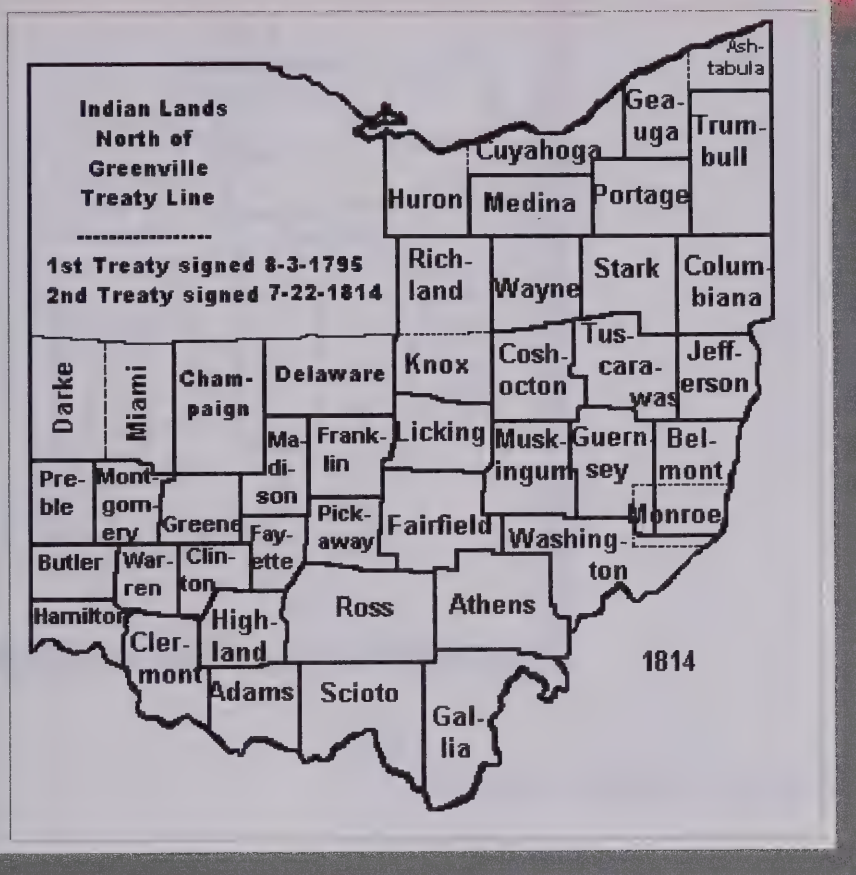 Ash-
tabula
Indian Lands
North of
Greenville
Treaty Line
-----------------
1st Treaty signed 8-3-1795
2nd Treaty signed 7-22-1814
Gea-
uga
Trum-
bull
Cuyahoga
Huron
Medina
Portage
Rich-
land
Wayne
Stark
Colum-
biana
Darke
Miami
Cham-
paign
Delaware
Knox
Cosh-
octon
Tus-
cara-
was
Jeff-
erson
Ma-
di-
son
Frank-
lin
Licking
Musk-
ingum
Guern
sey
Bel-
mont
Pre-
ble
Mont-
gom-
ery
Greene
Fay-
ette
Pick-
away
Fairfield
Washing-
ton
Monroe
Butler
War-
ren
Clin-
ton
Hamilton
Cler-
mont
High-
land
Ross
Athens
1814
Adams
Scioto
Gal-
lia